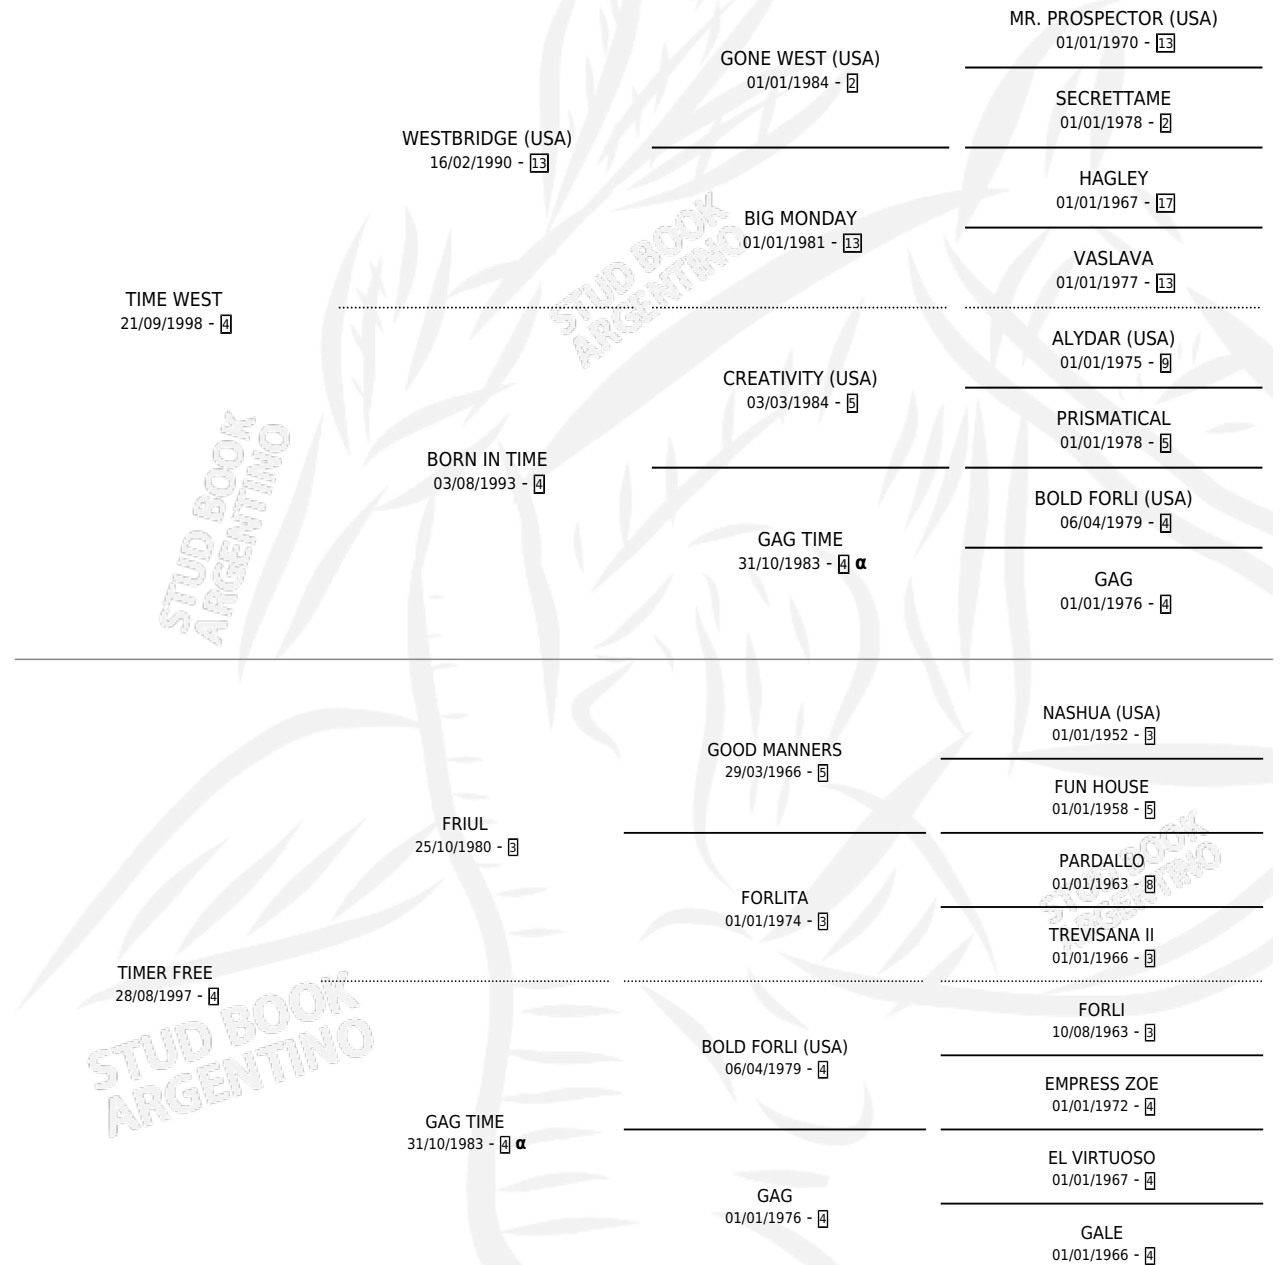 MR. PROSPECTOR (USA)
01/01/1970 - 13
GONE WEST (USA)
01/01/1984 - 2
SECRETTAME
01/01/1978 - 2
WESTBRIDGE (USA)
16/02/1990 - 13
HAGLEY
01/01/1967 - 17
BIG MONDAY
01/01/1981 - 13
VASLAVA
01/01/1977 - 13
TIME WEST
21/09/1998 - 4
ALYDAR (USA)
01/01/1975 - 9
CREATIVITY (USA)
03/03/1984 - 5
PRISMATICAL
01/01/1978 - 5
BORN IN TIME
03/08/1993 - 4
BOLD FORLI (USA)
06/04/1979 - 4
GAG TIME
31/10/1983 - 4 α
GAG
01/01/1976 - 4
NASHUA (USA)
01/01/1952 - 3
GOOD MANNERS
29/03/1966 - 5
FUN HOUSE
01/01/1958 - 5
FRIUL
25/10/1980 - 3
PARDALLO
01/01/1963 - 8
FORLITA
01/01/1974 - 3
TREVISANA II
01/01/1966 - 3
TIMER FREE
28/08/1997 - 4
FORLI
10/08/1963 - 3
BOLD FORLI (USA)
06/04/1979 - 4
EMPRESS ZOE
01/01/1972 - 4
GAG TIME
31/10/1983 - 4 α
EL VIRTUOSO
01/01/1967 - 4
GAG
01/01/1976 - 4
GALE
01/01/1966 - 4
STUD BOOK
ARGENTINO
STUD BOOK
ARGENTINO
STUD BOOK
ARGENTINO
STUD BOOK
ARGENTINO